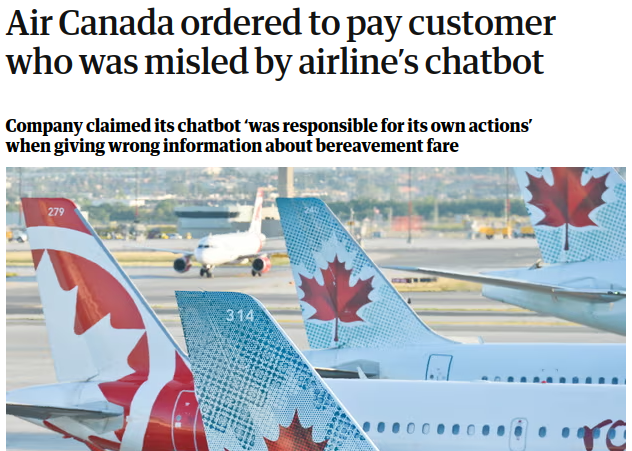 Air Canada ordered to pay customer
who was misled by airline’s chatbot
Company claimed its chatbot ‘was responsible for its own actions’
when giving wrong information about bereavement fare
279
314